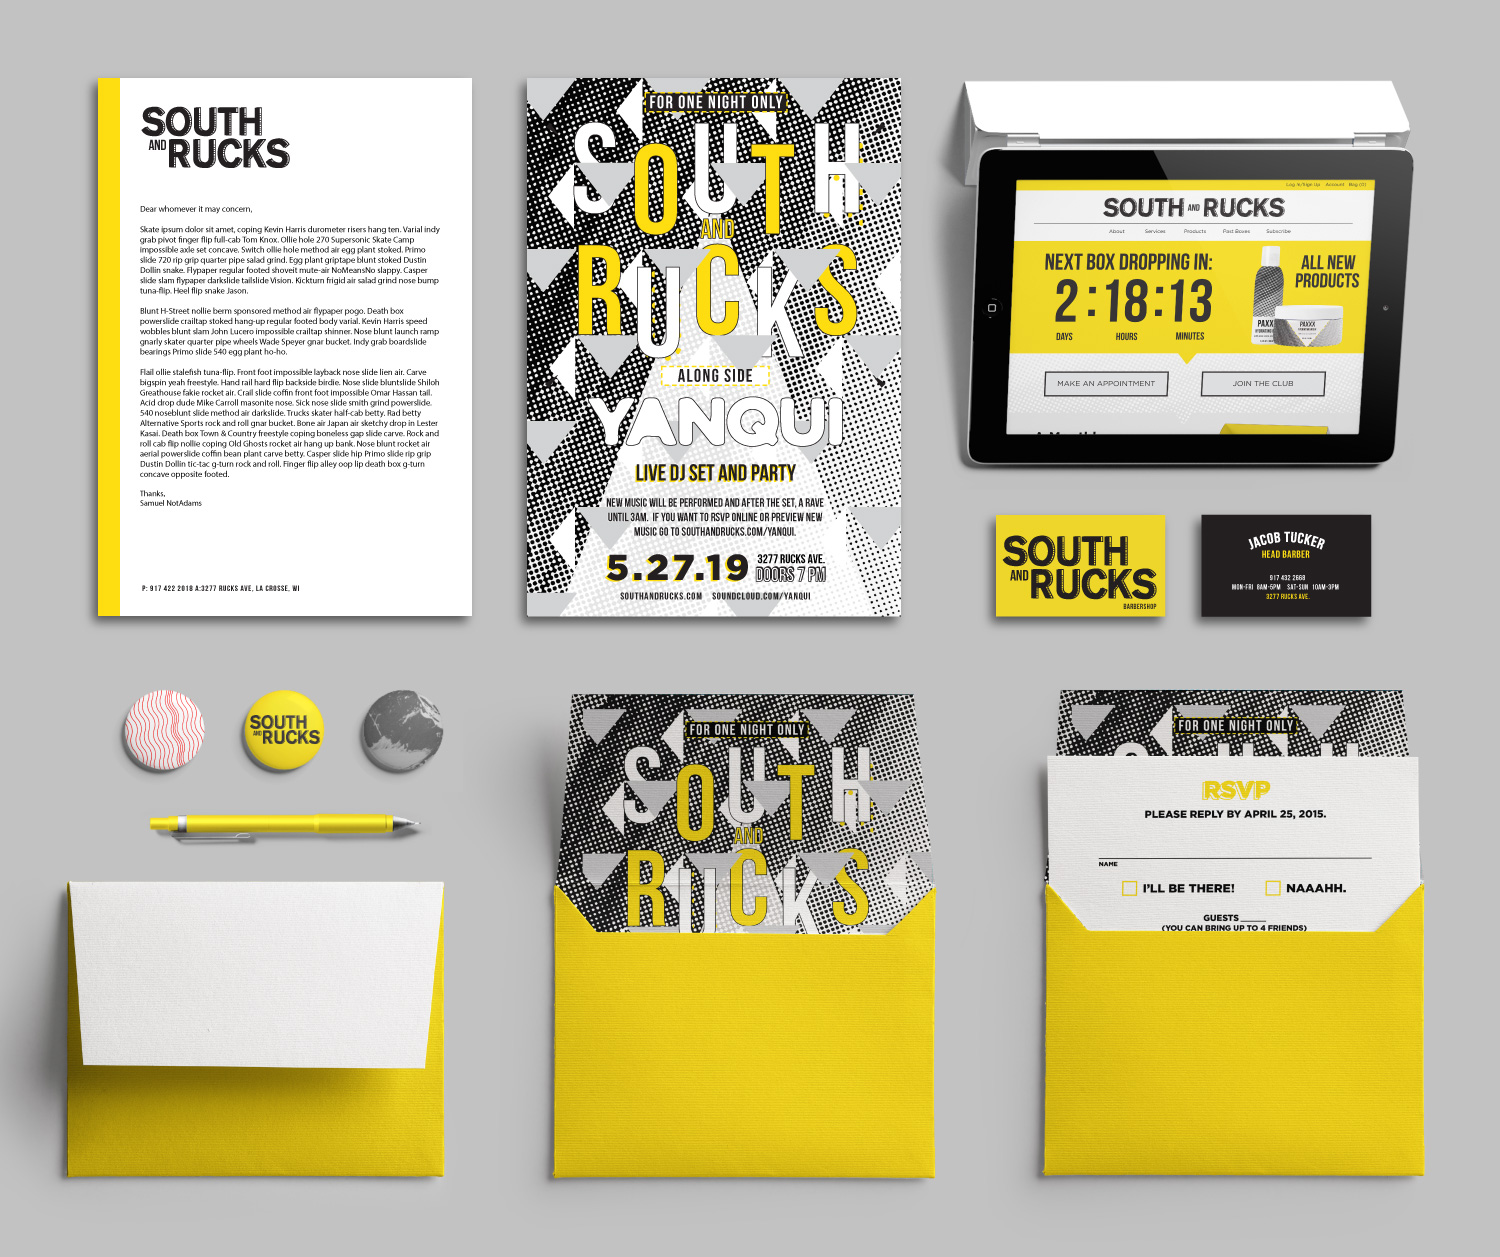 SOUTH
AND RUCKS
Dear whomever it may concern,
Skate ipsum dolor sit amet, coping Kevin Harris durometer risers hang ten. Varial indy
grab pivot finger flip full-cab Tom Knox. Ollie hole 270 Supersonic Skate Camp
impossible axle set concave. Switch ollie hole method air egg plant stoked. Primo
slide 720 rip grip quarter pipe salad grind. Egg plant griptape blunt stoked Dustin
Dollin snake. Flypaper regular footed shoveit mute-air NoMeansNo slappy. Casper
slide slam flypaper darkslide tailslide Vision. Kickturn frigid air salad grind nose bump
tuna-flip. Heel flip snake Jason.
Blunt H-Street nollie berm sponsored method air flypaper pogo. Death box
powerslide crailtap stoked hang-up regular footed body varial. Kevin Harris speed
wobbles blunt slam John Lucero impossible crailtap shinner. Nose blunt launch ramp
gnarly skater quarter pipe wheels Wade Speyer gnar bucket. Indy grab boardslide
bearings Primo slide 540 egg plant ho-ho.
Flail ollie stalefish tuna-flip. Front foot impossible layback nose slide lien air. Carve
bigspin yeah freestyle. Hand rail hard flip backside birdie. Nose slide bluntslide Shiloh
Greathouse fakie rocket air. Crail slide coffin front foot impossible Omar Hassan tail.
Acid drop dude Mike Carroll masonite nose. Sick nose slide smith grind powerslide.
540 noseblunt slide method air darkslide. Trucks skater half-cab betty. Rad betty
Alternative Sports rock and roll gnar bucket. Bone air Japan air sketchy drop in Lester
Kasai. Death box Town & Country freestyle coping boneless gap slide carve. Rock and
roll cab flip nollie coping Old Ghosts rocket air hang up bank. Nose blunt rocket air
aerial powerslide coffin bean plant carve betty. Casper slide hip Primo slide rip grip
Dustin Dollin tic-tac g-turn rock and roll. Finger flip alley oop lip death box g-turn
concave opposite footed.
Thanks,
Samuel NotAdams
P: 917 422 2018 A:3277 RUCKS AVE, LA CROSSE, WI
FOR ONE NIGHT ONLY
SOUTH
AND
RUCKS
ALONG SIDE
YANQUI
LIVE DJ SET AND PARTY
NEW MUSIC WILL BE PERFORMED AND AFTER THE SET, A RAVE
UNTIL 3AM. IF YOU WANT TO RSVP ONLINE OR PREVIEW NEW
MUSIC GO TO SOUTHANDRUCKS.COM/YANQUI.
5.27.19
3277 RUCKS AVE.
DOORS 7 PM
SOUTHANDRUCKS.COM SOUNDCLOUD.COM/YANQUI
Log In/Sign Up Account Bag (0)
SOUTH AND RUCKS
About Services Products Past Boxes Subscribe
NEXT BOX DROPPING IN:
2:18:13
DAYS HOURS MINUTES
ALL NEW
PRODUCTS
PAXXX
MAKE AN APPOINTMENT
JOIN THE CLUB
SOUTH
AND RUCKS
BARBERSHOP
JACOB TUCKER
HEAD BARBER
917 432 2668
MON-FRI 8AM-5PM SAT-SUN 10AM-3PM
3277 RUCKS AVE.
SOUTH
AND RUCKS
FOR ONE NIGHT ONLY
SOUTH
AND
RUCKS
FOR ONE NIGHT ONLY
RSVP
PLEASE REPLY BY APRIL 25, 2015.
NAME
I'LL BE THERE!
NAAAHH.
GUESTS
(YOU CAN BRING UP TO 4 FRIENDS)